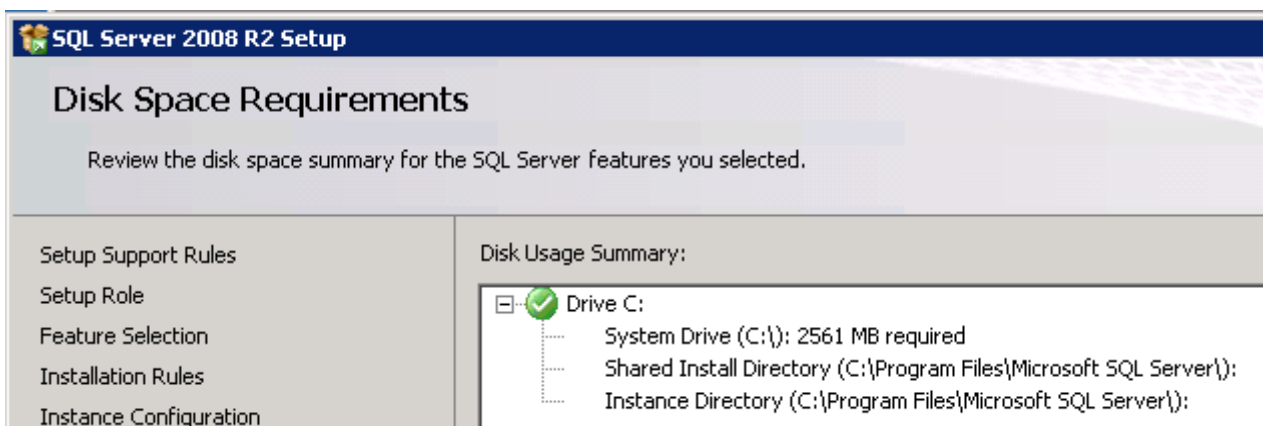 SQL Server 2008 R2 Setup
Disk Space Requirements
Review the disk space summary for the SQL Server features you selected.
Setup Support Rules
Setup Role
Feature Selection
Installation Rules
Instance Configuration
Disk Usage Summary:
Drive C:
System Drive (C:\): 2561 MB required
Shared Install Directory (C:\Program Files\Microsoft SQL Server\):
Instance Directory (C:\Program Files\Microsoft SQL Server\):